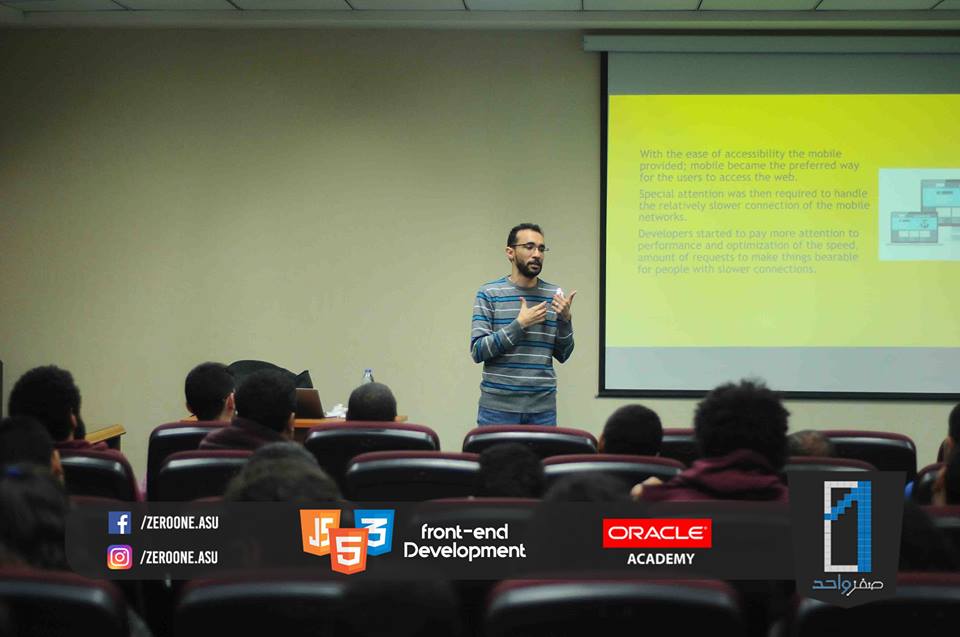 With the ease of accessibility the mobile
provided; mobile became the preferred way
for the users to access the web.
Special attention was then required to handle
the relatively slower connection of the mobile
networks.
Developers started to pay more attention to
performance and optimization of the speed,
amount of requests to make things bearable
for people with slower connections.
/ZEROONE.ASU
/ZEROONE.ASU
JS
5
3
front-end
Development
ORACLE
ACADEMY
صفر واحد